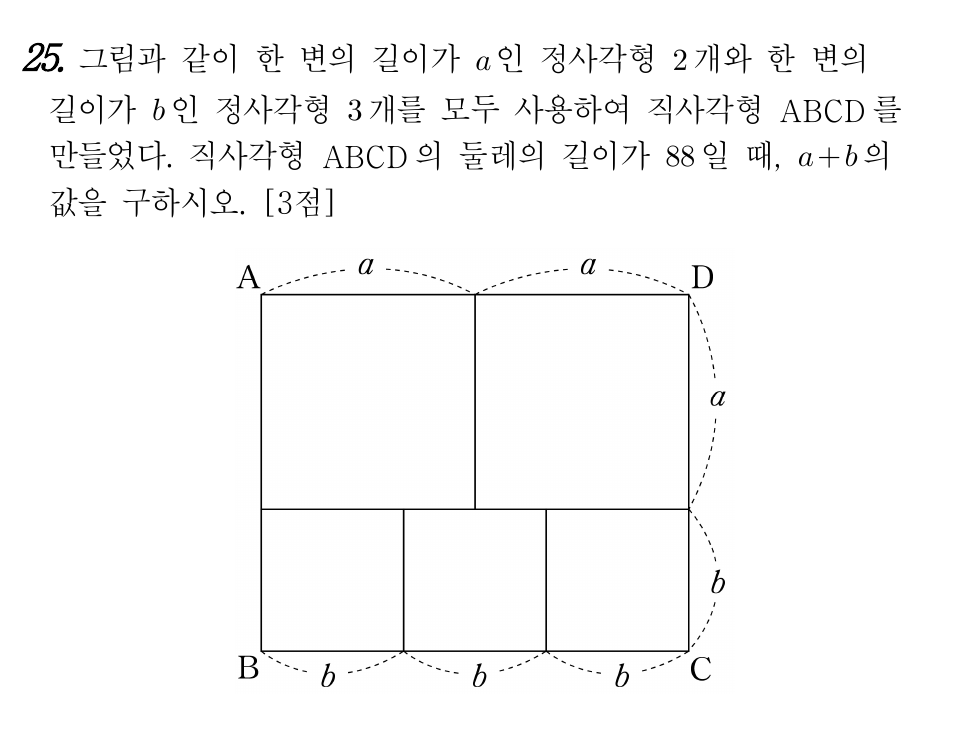 25. 그림과 같이 한 변의 길이가 a인 정사각형 2개와 한 변의
길이가 b인 정사각형 3개를 모두 사용하여 직사각형 ABCD를
만들었다. 직사각형 ABCD의 둘레의 길이가 88일 때, a+b의
값을 구하시오. [3점]
a a
A D
a
b
B C
b b b